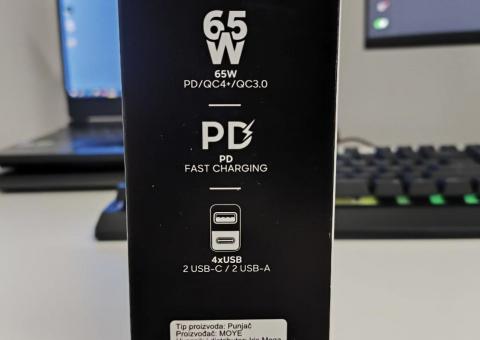 65
W
65W
PD/QC4+/QC3.0
PD
PD
FAST CHARGING
4xUSB
2 USB-C / 2 USB-A
Tip proizvoda: Punjač
Proizvođač: MOYE